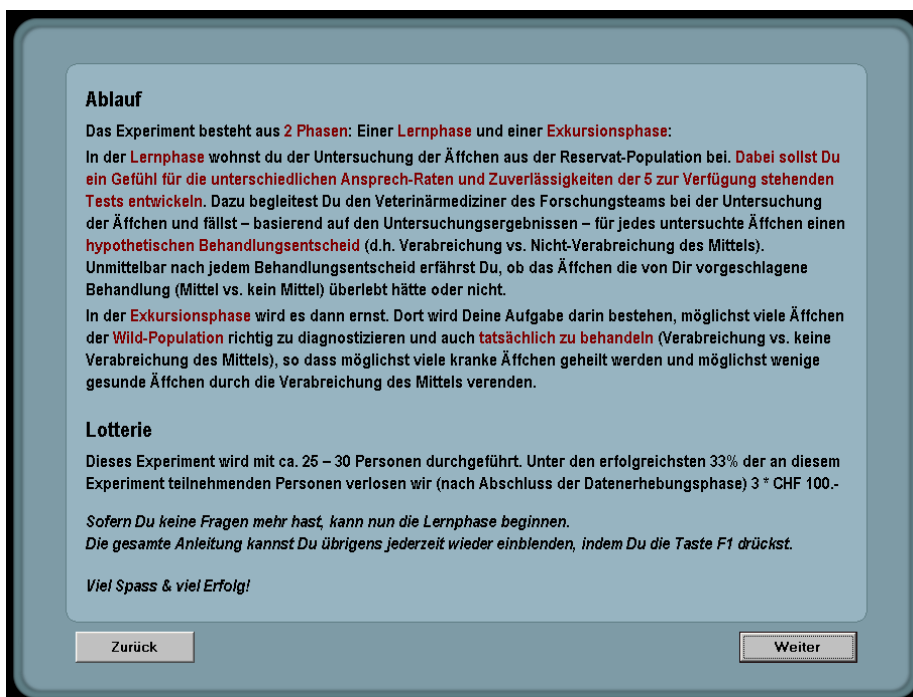 Ablauf
Das Experiment besteht aus 2 Phasen: Einer Lernphase und einer Exkursionsphase:
In der Lernphase wohnst du der Untersuchung der Äffchen aus der Reservat-Population bei. Dabei sollst Du
ein Gefühl für die unterschiedlichen Ansprech-Raten und Zuverlässigkeiten der 5 zur Verfügung stehenden
Tests entwickeln. Dazu begleitest Du den Veterinärmediziner des Forschungsteams bei der Untersuchung
der Äffchen und fällst – basierend auf den Untersuchungsergebnissen – für jedes untersuchte Äffchen einen
hypothetischen Behandlungsentscheid (d.h. Verabreichung vs. Nicht-Verabreichung des Mittels).
Unmittelbar nach jedem Behandlungsentscheid erfährst Du, ob das Äffchen die von Dir vorgeschlagene
Behandlung (Mittel vs. kein Mittel) überlebt hätte oder nicht.
In der Exkursionsphase wird es dann ernst. Dort wird Deine Aufgabe darin bestehen, möglichst viele Äffchen
der Wild-Population richtig zu diagnostizieren und auch tatsächlich zu behandeln (Verabreichung vs. keine
Verabreichung des Mittels), so dass möglichst viele kranke Äffchen geheilt werden und möglichst wenige
gesunde Äffchen durch die Verabreichung des Mittels verenden.
Lotterie
Dieses Experiment wird mit ca. 25 – 30 Personen durchgeführt. Unter den erfolgreichsten 33% der an diesem
Experiment teilnehmenden Personen verlosen wir (nach Abschluss der Datenerhebungsphase) 3 * CHF 100.-
Sofern Du keine Fragen mehr hast, kann nun die Lernphase beginnen.
Die gesamte Anleitung kannst Du übrigens jederzeit wieder einblenden, indem Du die Taste F1 drückst.
Viel Spass & viel Erfolg!
Zurück
Weiter